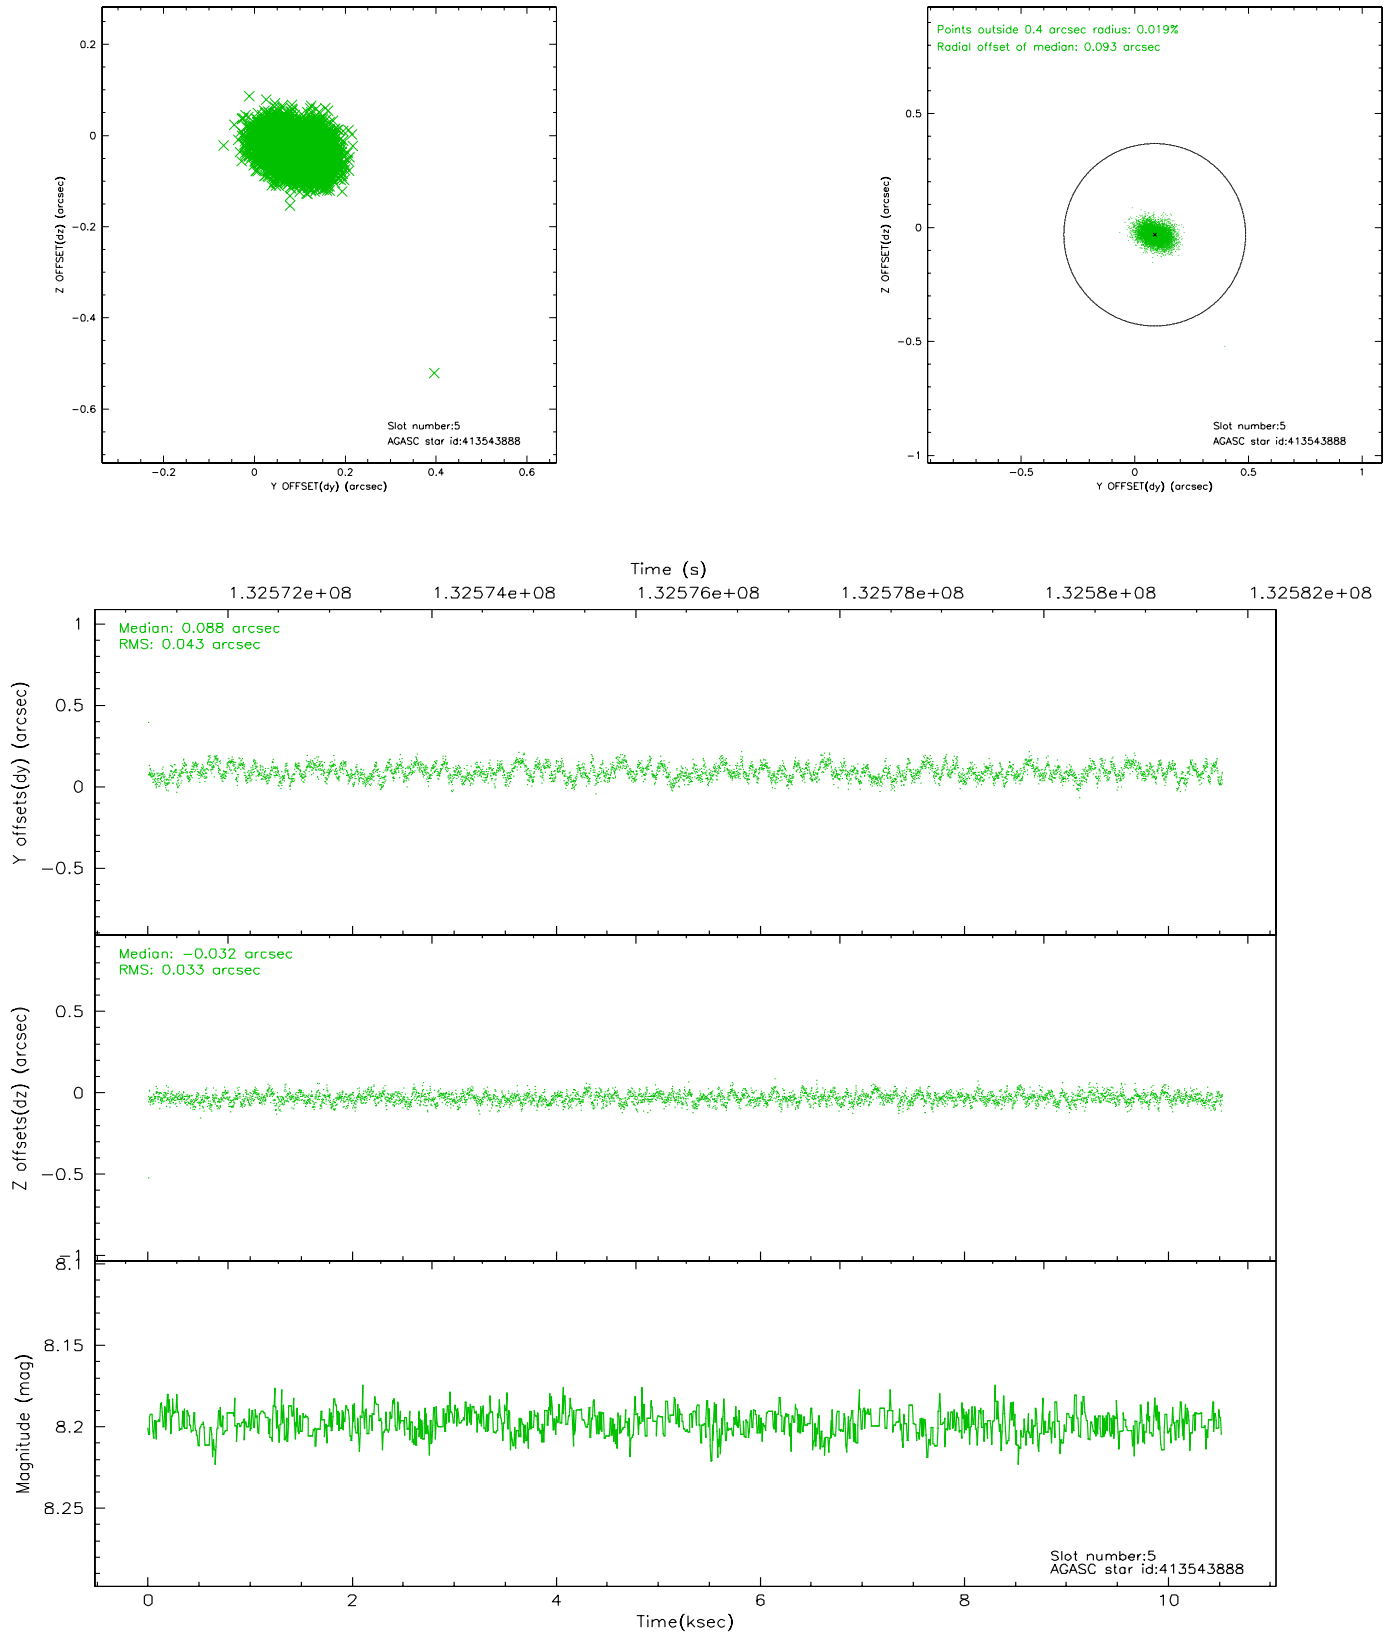 0.2
0
−0.2
−0.4
−0.6
Z OFFSET(dz) (arcsec)
Slot number:5
AGASC star id:413543888
−0.2
0
0.2
0.4
0.6
Y OFFSET(dy) (arcsec)
Points outside 0.4 arcsec radius: 0.019%
Radial offset of median: 0.093 arcsec
0.5
0
−0.5
−1
Z OFFSET(dz) (arcsec)
Slot number:5
AGASC star id:413543888
−0.5
0
0.5
1
Y OFFSET(dy) (arcsec)
Time (s)
1.32572e+08
1.32574e+08
1.32576e+08
1.32578e+08
1.3258e+08
1.32582e+08
Median: 0.088 arcsec
RMS: 0.043 arcsec
1
0.5
0
−0.5
Y offsets(dy) (arcsec)
Median: −0.032 arcsec
RMS: 0.033 arcsec
0.5
0
−0.5
−1
Z offsets(dz) (arcsec)
8.1
8.15
8.2
8.25
Magnitude (mag)
Slot number:5
AGASC star id:413543888
0
2
4
6
8
10
Time(ksec)